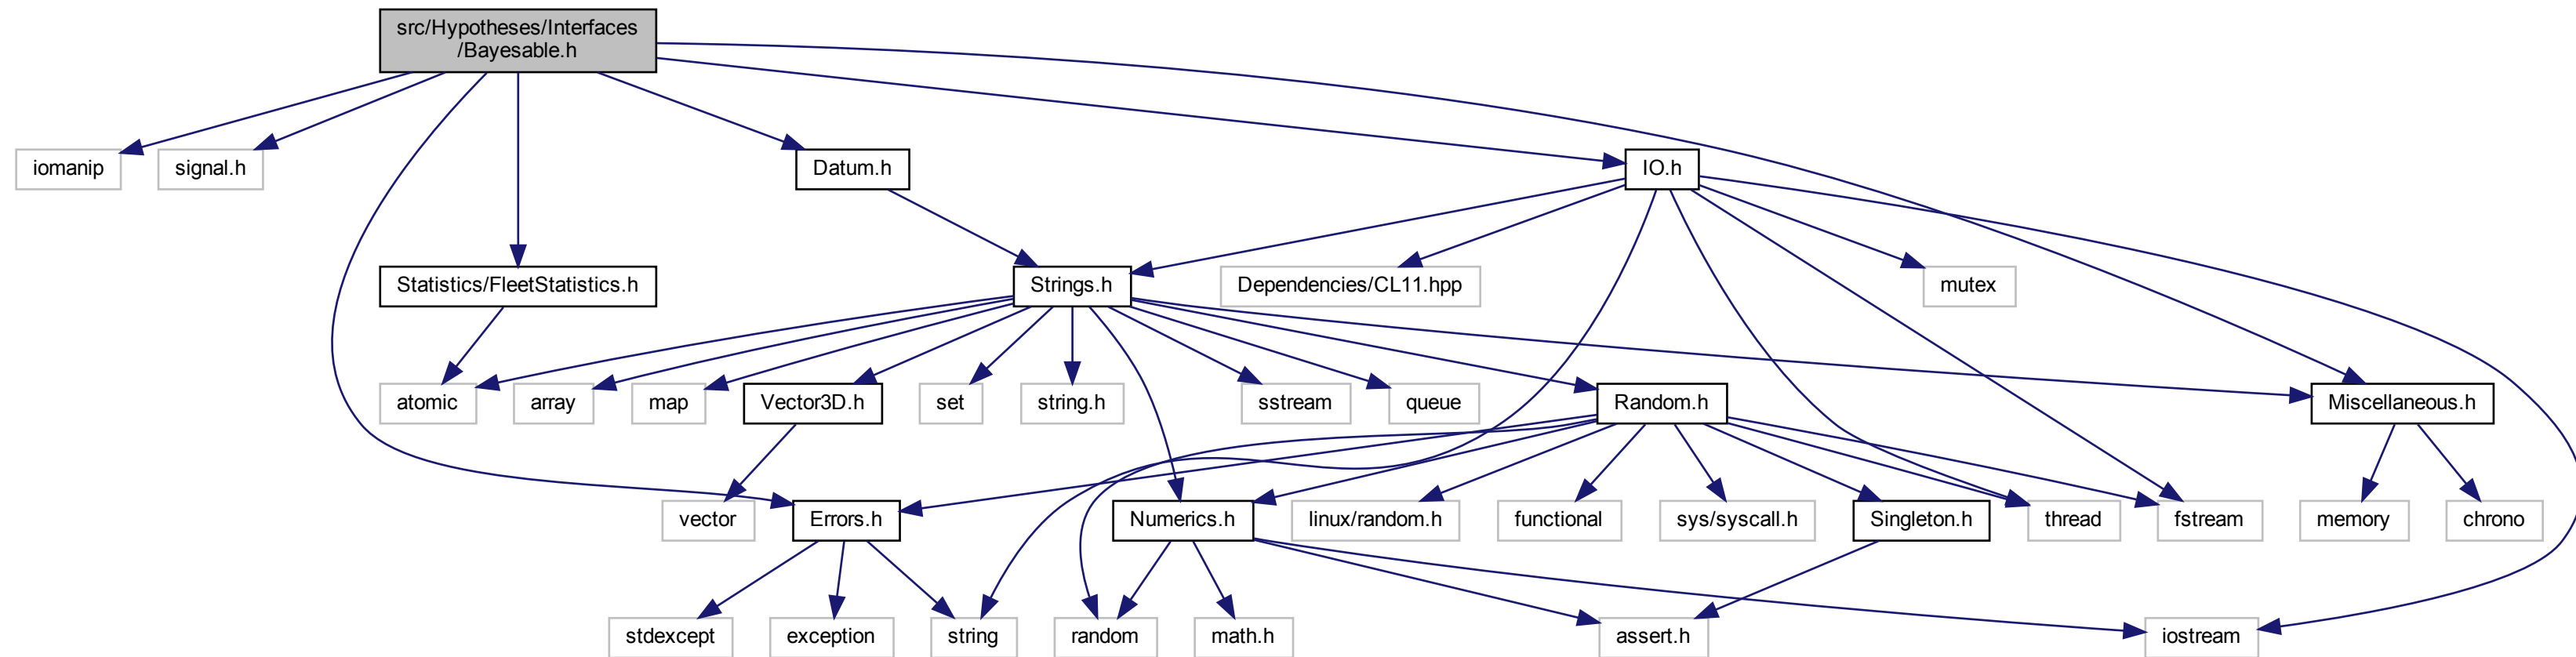 src/Hypotheses/Interfaces
/Bayesable.h
iomanip
signal.h
Datum.h
IO.h
Statistics/FleetStatistics.h
Strings.h
Dependencies/CL11.hpp
mutex
atomic
array
map
Vector3D.h
set
string.h
sstream
queue
Random.h
Miscellaneous.h
vector
Errors.h
Numerics.h
linux/random.h
functional
sys/syscall.h
Singleton.h
thread
fstream
memory
chrono
stdexcept
exception
string
random
math.h
assert.h
iostream